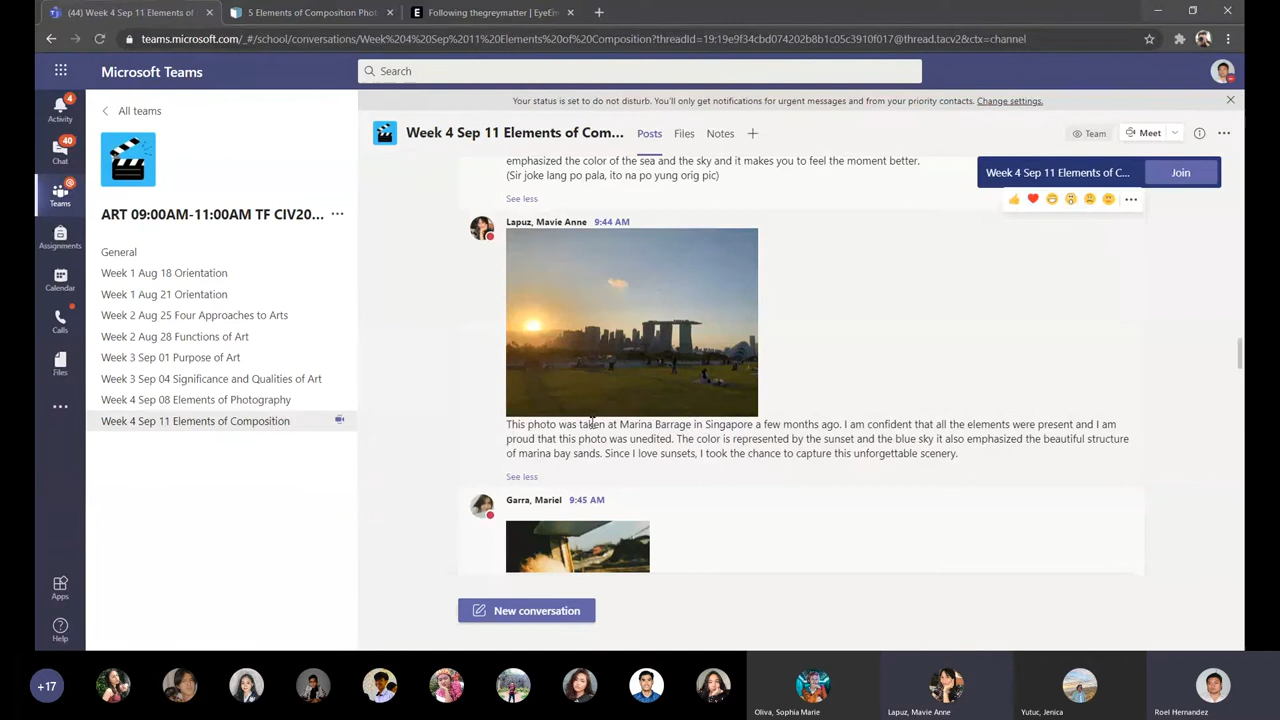 (44) Week 4 Sep 11 Elements of Co
5 Elements of Composition Phot
Following thegreymatter | EyeEm
teams.microsoft.com/_#/school/conversations/Week%204%20Sep%2011%20Elements%20of%20Composition?threadId=19:19e9f34cbd074202b8b1c05c3910f017@thread.tacv2&ctx=channel
Microsoft Teams
Search
Your status is set to do not disturb. You'll only get notifications for urgent messages and from your priority contacts. Change settings.
Activity
4
Chat
40
Teams
Assignments
Calendar
Calls
Files
Apps
Help
All teams
ART 09:00AM-11:00AM TF CIV20...
General
Week 1 Aug 18 Orientation
Week 1 Aug 21 Orientation
Week 2 Aug 25 Four Approaches to Arts
Week 2 Aug 28 Functions of Art
Week 3 Sep 01 Purpose of Art
Week 3 Sep 04 Significance and Qualities of Art
Week 4 Sep 08 Elements of Photography
Week 4 Sep 11 Elements of Composition
Week 4 Sep 11 Elements of Com...
Posts
Files
Notes
Team
Meet
Week 4 Sep 11 Elements of C...
Join
emphasized the color of the sea and the sky and it makes you to feel the moment better.
(Sir joke lang po pala, ito na po yung orig pic)
See less
Lapuz, Mavie Anne 9:44 AM
This photo was taken at Marina Barrage in Singapore a few months ago. I am confident that all the elements were present and I am
proud that this photo was unedited. The color is represented by the sunset and the blue sky it also emphasized the beautiful structure
of marina bay sands. Since I love sunsets, I took the chance to capture this unforgettable scenery.
See less
Garra, Mariel 9:45 AM
New conversation
+17
Oliva, Sophia Marie
Lapuz, Mavie Anne
Yutuc, Jenica
Roel Hernandez